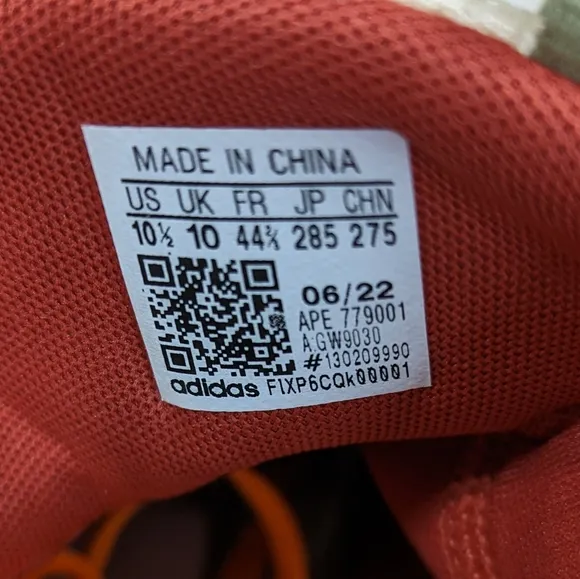 MADE IN CHINA
US UK FR JP CHN
10½ 10 44⅔ 285 275
06/22
APE 779001
A:GW9030
#130209990
adidas FIXP6CQk00001